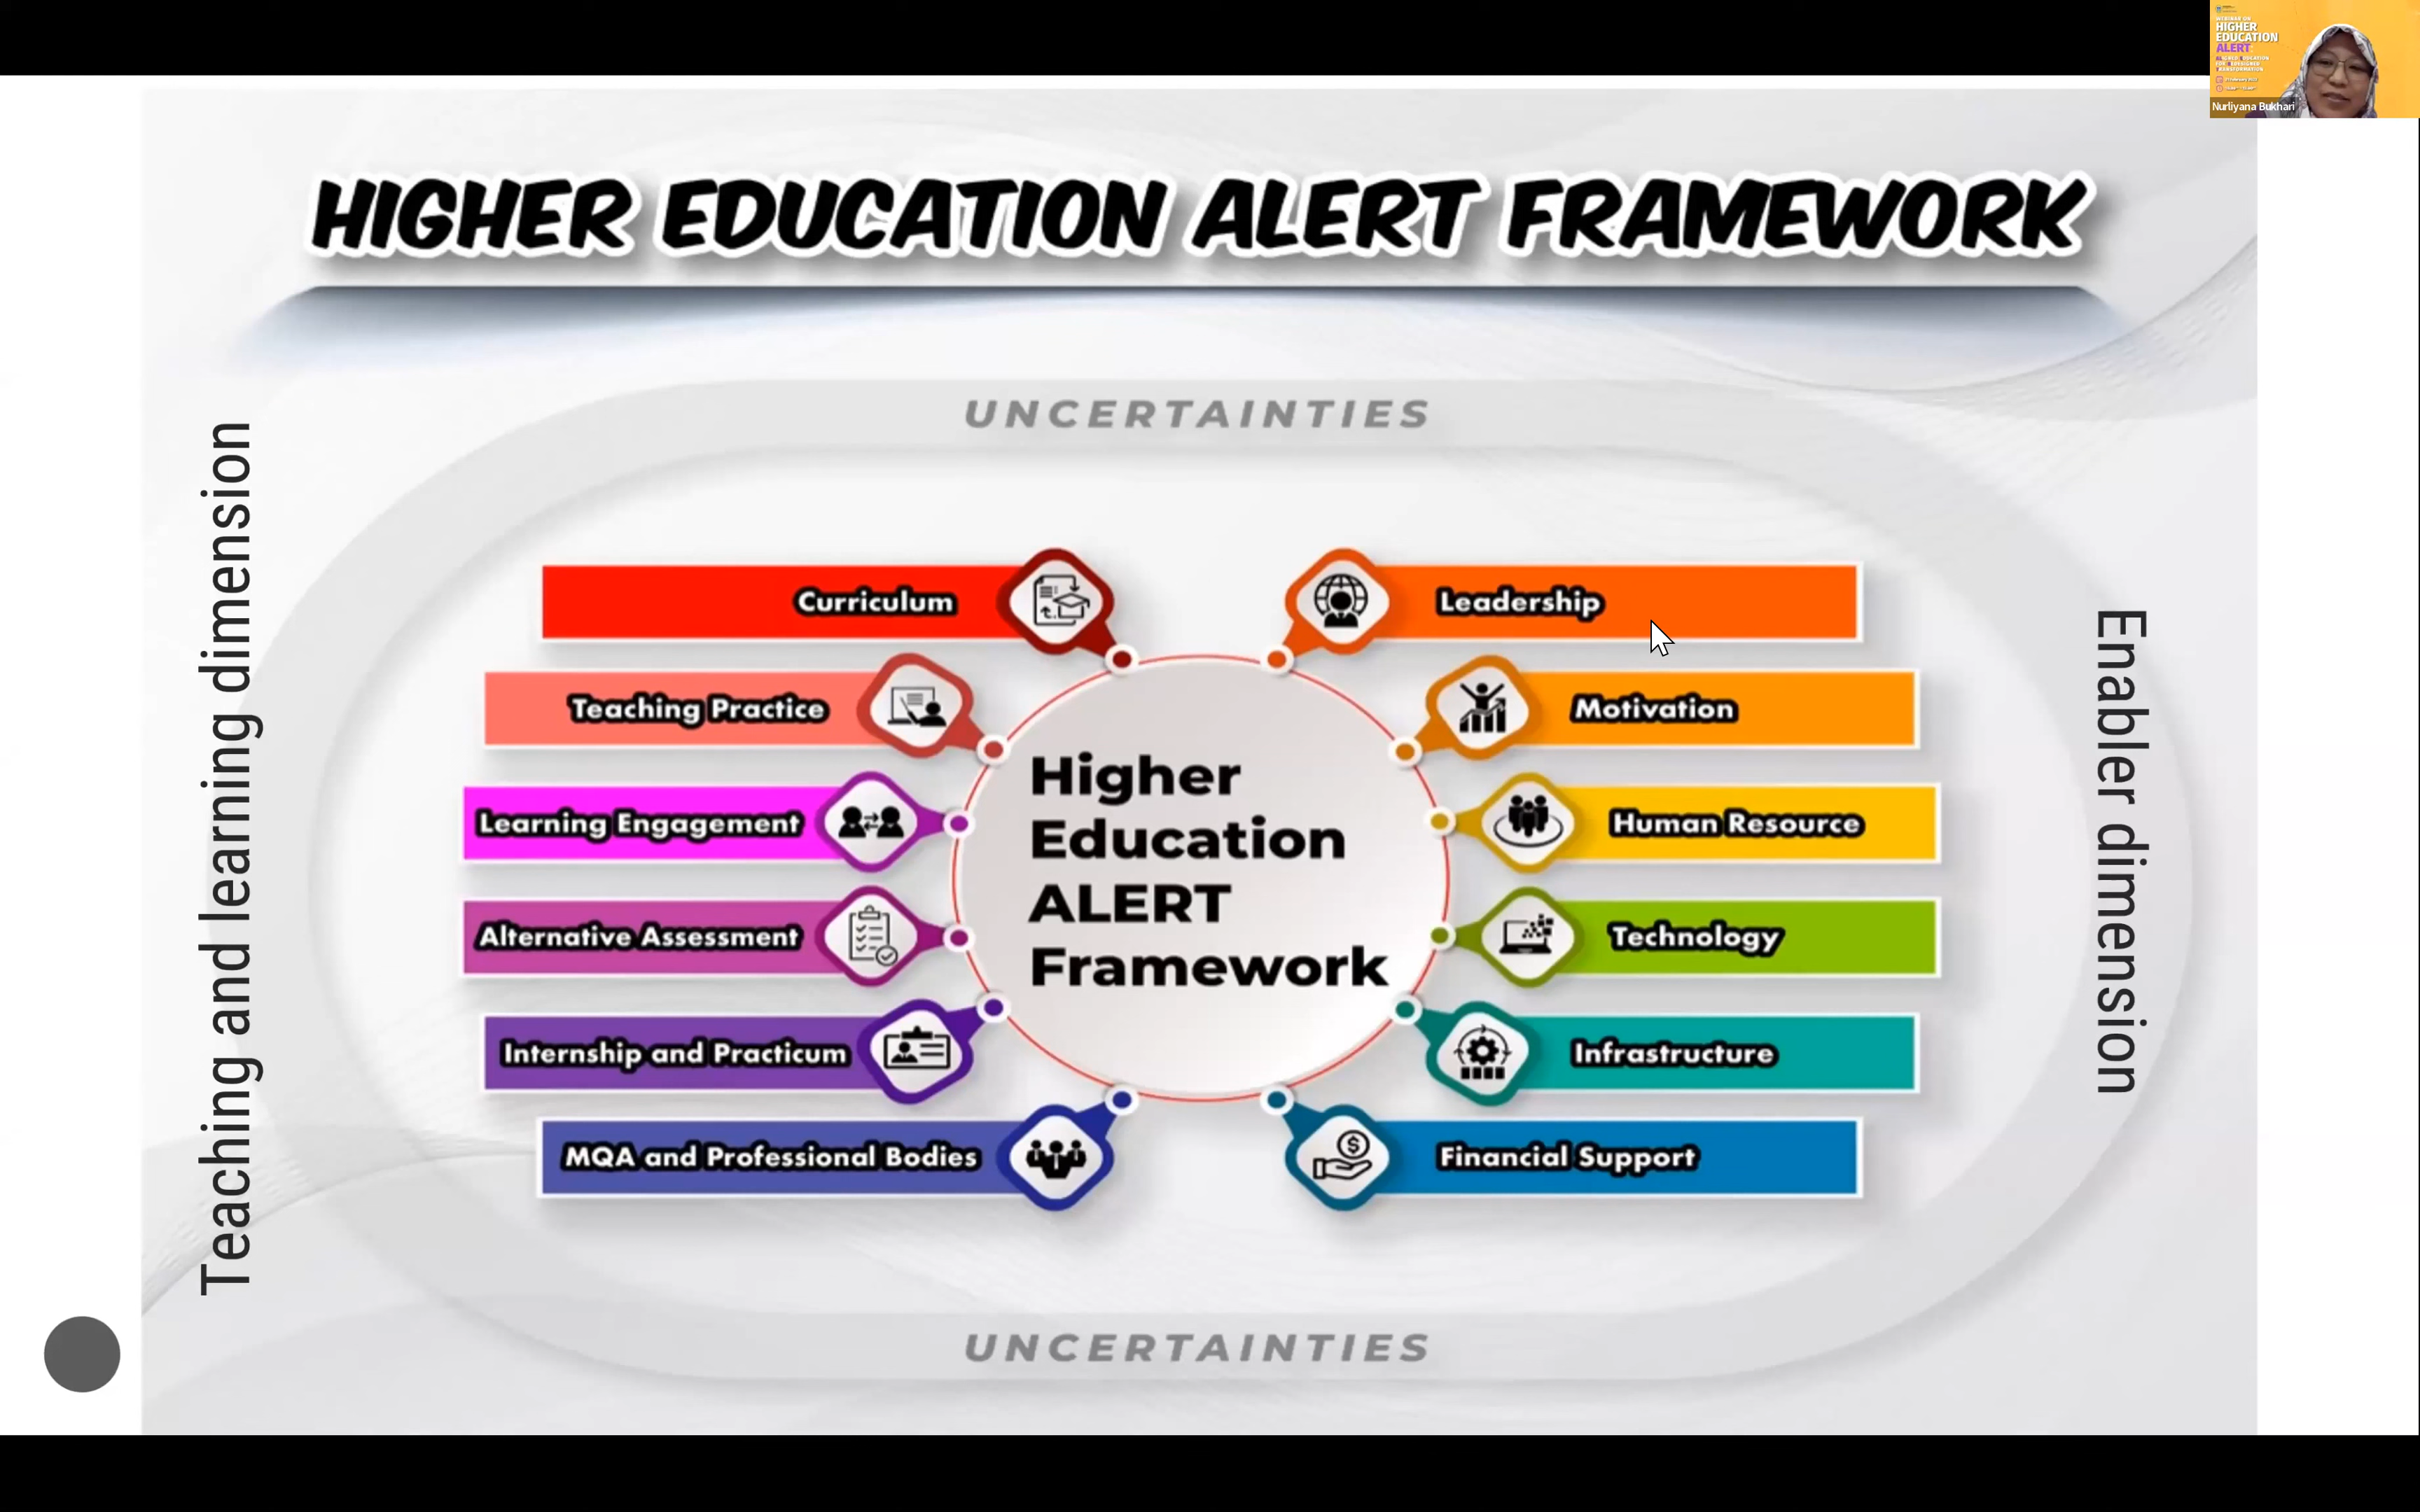 WEBINAR ON
HIGHER
EDUCATION
ALERT
Nurliyana Bukhari
HIGHER EDUCATION ALERT FRAMEWORK
UNCERTAINTIES
Teaching and learning dimension
Curriculum
Teaching Practice
Learning Engagement
Alternative Assessment
Internship and Practicum
MQA and Professional Bodies
Higher
Education
ALERT
Framework
Leadership
Motivation
Human Resource
Technology
Infrastructure
Financial Support
Enabler dimension
UNCERTAINTIES